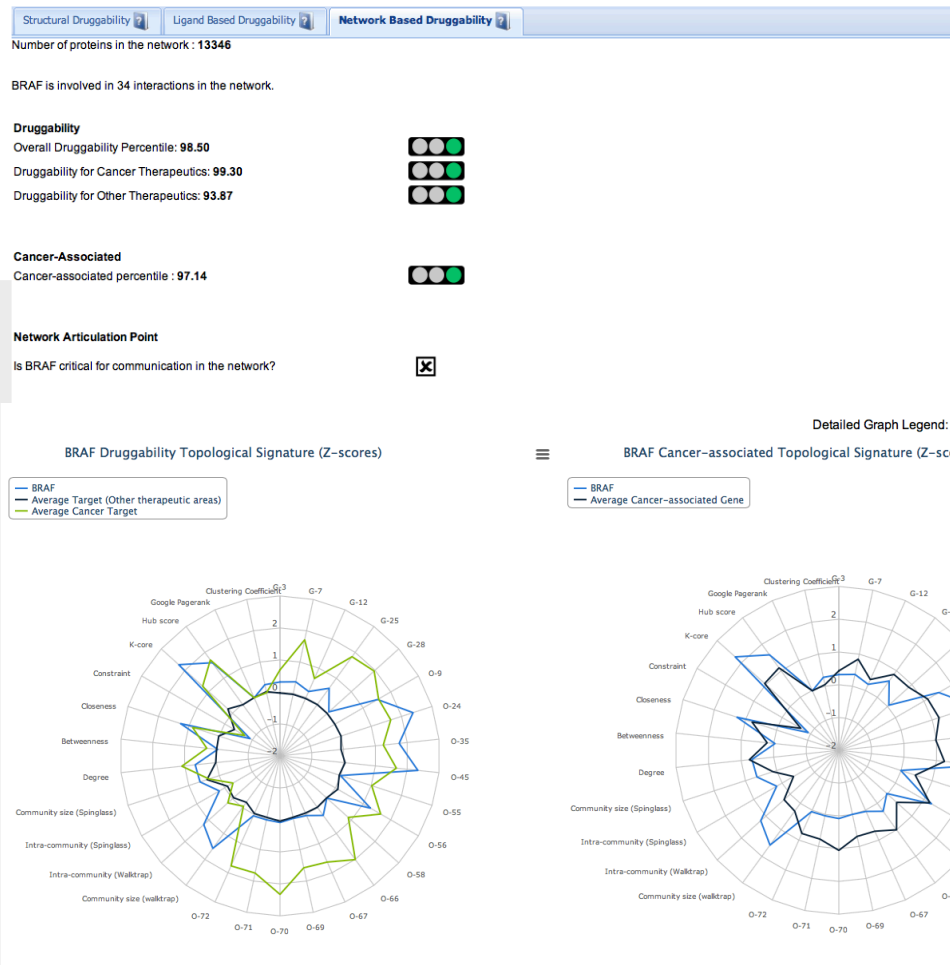 Structural Druggability ?
Ligand Based Druggability ?
Network Based Druggability ?
Number of proteins in the network : 13346
BRAF is involved in 34 interactions in the network.
Druggability
Overall Druggability Percentile: 98.50
Druggability for Cancer Therapeutics: 99.30
Druggability for Other Therapeutics: 93.87
Cancer-Associated
Cancer-associated percentile : 97.14
Network Articulation Point
Is BRAF critical for communication in the network?
Detailed Graph Legend:
BRAF Druggability Topological Signature (Z-scores)
BRAF
Average Target (Other therapeutic areas)
Average Cancer Target
G-3
G-7
G-12
G-25
G-28
O-9
O-24
O-35
O-45
O-55
O-56
O-58
O-66
O-67
O-69
O-70
O-71
O-72
Community size (walktrap)
Intra-community (Walktrap)
Intra-community (Spinglass)
Community size (Spinglass)
Degree
Betweenness
Closeness
Constraint
K-core
Hub score
Google Pagerank
Clustering Coefficient
2
1
0
-1
-2
BRAF Cancer-associated Topological Signature (Z-sc
BRAF
Average Cancer-associated Gene
G-3
G-7
G-12
G-
O-
O-67
O-69
O-70
O-71
O-72
Community size (walktrap)
Intra-community (Walktrap)
Intra-community (Spinglass)
Community size (Spinglass)
Degree
Betweenness
Closeness
Constraint
K-core
Hub score
Google Pagerank
Clustering Coefficient
2
1
0
-1
-2